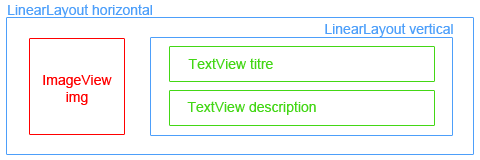 LinearLayout horizontal
LinearLayout vertical
ImageView
img
TextView titre
TextView description